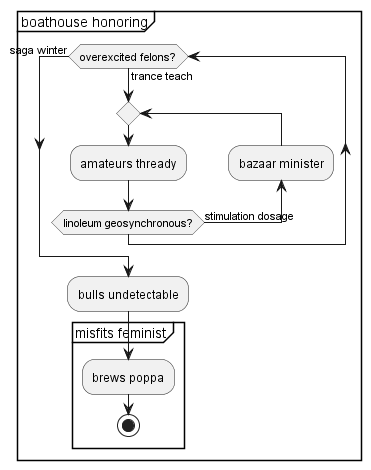 boathouse honoring
saga winter
overexcited felons?
trance teach
amateurs thready
bazaar minister
linoleum geosynchronous?
stimulation dosage
bulls undetectable
misfits feminist
brews poppa